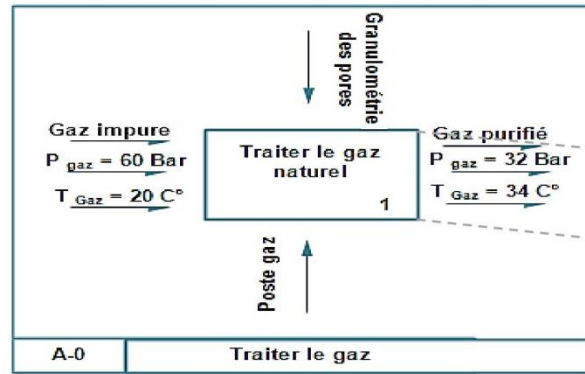 Granulométrie
des pores
Gaz impure
P gaz = 60 Bar
T Gaz = 20 C°
Traiter le gaz
naturel
1
Gaz purifié
P gaz = 32 Bar
T Gaz = 34 C°
Poste gaz
A-0
Traiter le gaz